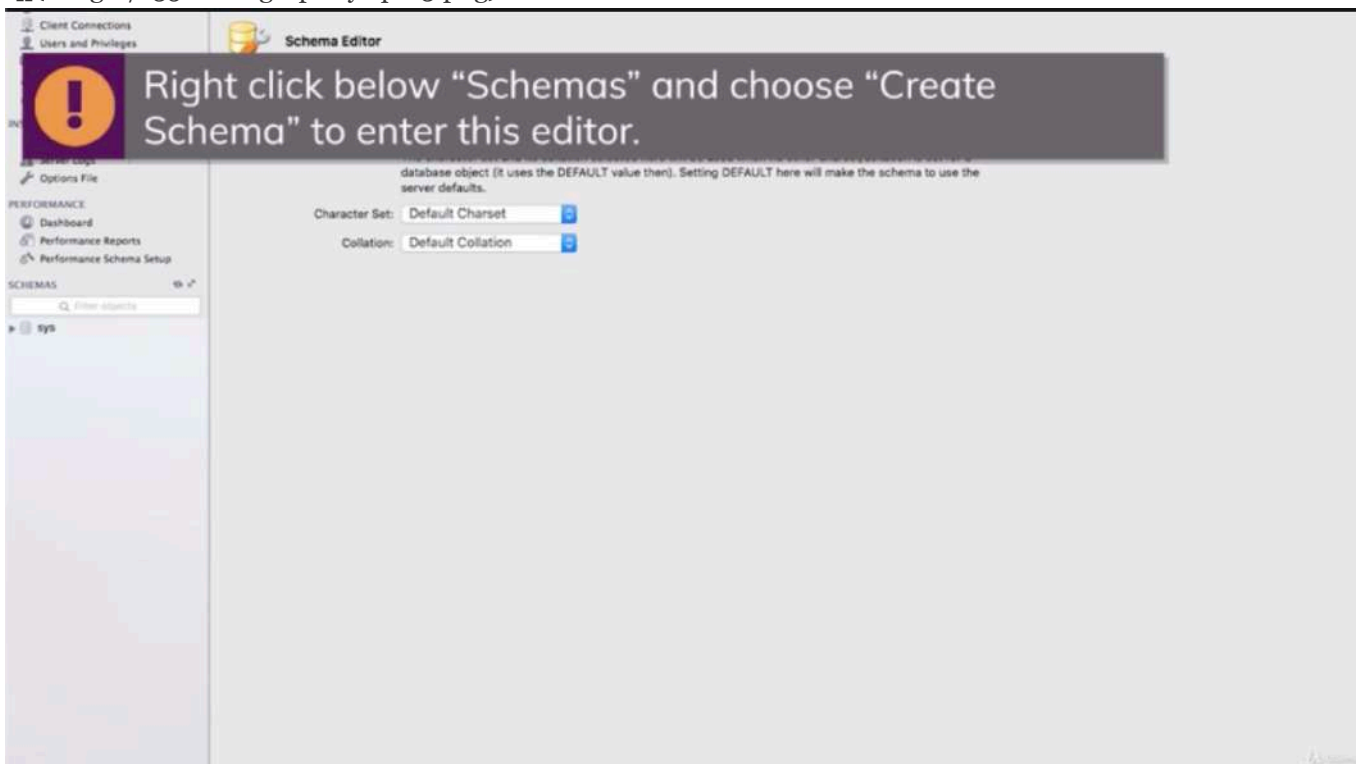 Client Connections
Users and Privileges
Schema Editor
Right click below “Schemas” and choose “Create
Schema” to enter this editor.
Server Logs
Options File
database object (it uses the DEFAULT value then). Setting DEFAULT here will make the schema to use the
server defaults.
PERFORMANCE
Dashboard
Performance Reports
Performance Schema Setup
Character Set: Default Charset
Collation: Default Collation
SCHEMAS
Filter objects
sys